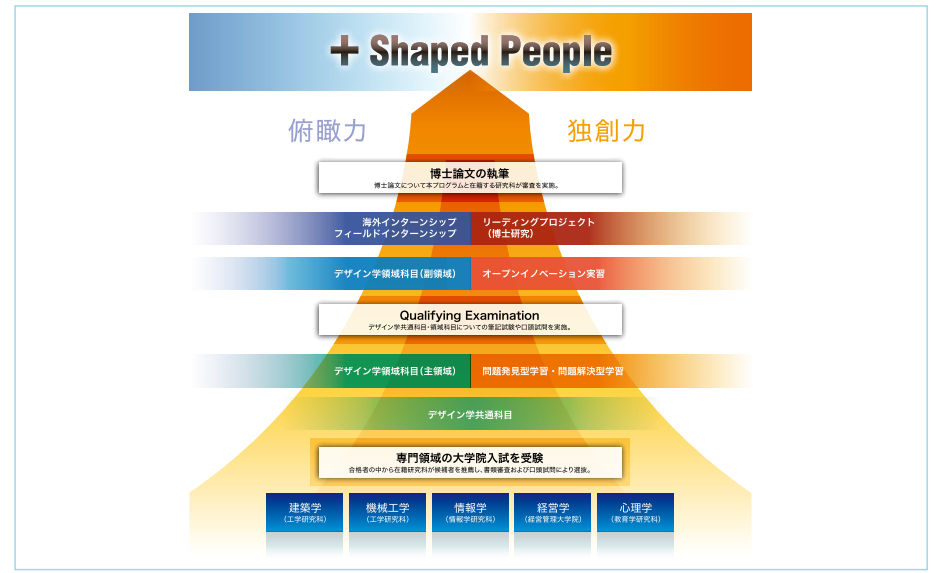 + Shaped People
俯瞰力
独創力
博士論文の執筆
博士論文について本プログラムと在籍する研究科が審査を実施。
海外インターンシップ
フィールドインターンシップ
リーディングプロジェクト
(博士研究)
デザイン学領域科目(副領域)
オープンイノベーション実習
Qualifying Examination
デザイン学共通科目・領域科目についての筆記試験や口頭試問を実施。
デザイン学領域科目(主領域)
問題発見型学習・問題解決型学習
デザイン学共通科目
専門領域の大学院入試を受験
合格者の中から在籍研究科が候補者を推薦し、書類審査および口頭試問により選抜。
建築学
(工学研究科)
機械工学
(工学研究科)
情報学
(情報学研究科)
経営学
(経営管理大学院)
心理学
(教育学研究科)